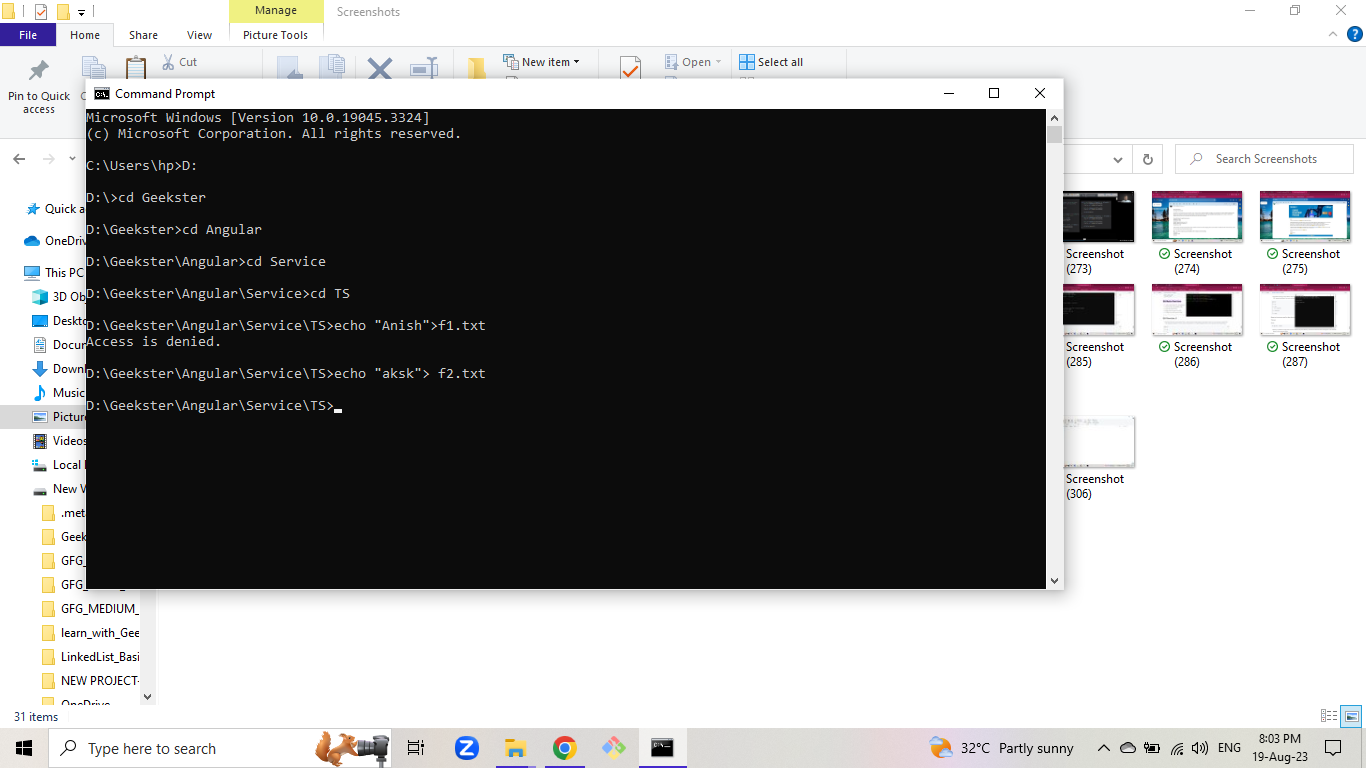 Manage
Screenshots
File
Home
Share
View
Picture Tools
Cut
New item
Open
Select all
Pin to Quick
access
Command Prompt
Microsoft Windows [Version 10.0.19045.3324]
(c) Microsoft Corporation. All rights reserved.
C:\Users\hp>D:
D:\>cd Geekster
D:\Geekster>cd Angular
D:\Geekster\Angular>cd Service
D:\Geekster\Angular\Service>cd TS
D:\Geekster\Angular\Service\TS>echo "Anish">f1.txt
Access is denied.
D:\Geekster\Angular\Service\TS>echo "aksk"> f2.txt
D:\Geekster\Angular\Service\TS>
Search Screenshots
Quick a
OneDriv
This PC
3D Obj
Deskto
Docum
Downl
Music
Picture
Videos
Local
New V
.meta
Geek
GFG_
GFG_
GFG_MEDIUM_
learn_with_Gee
LinkedList_Basi
NEW PROJECT-
OneDrive
Screenshot
(273)
Screenshot
(274)
Screenshot
(275)
Screenshot
(285)
Screenshot
(286)
Screenshot
(287)
Screenshot
(306)
31 items
Type here to search
32°C Partly sunny
ENG
8:03 PM
19-Aug-23